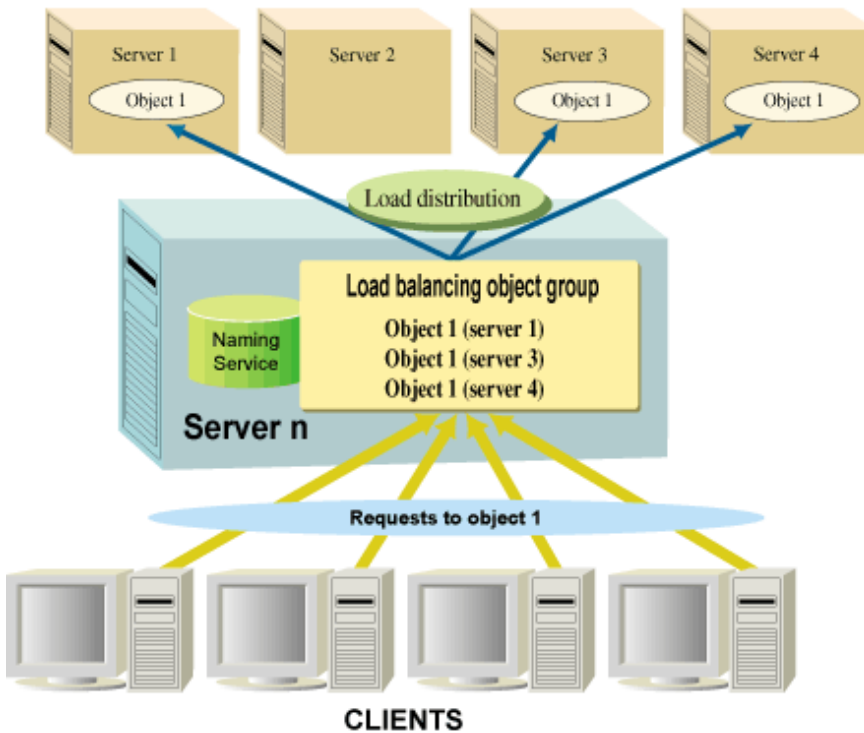 Server 1
Object 1
Server 2
Server 3
Object 1
Server 4
Object 1
Load distribution
Load balancing object group
Object 1 (server 1)
Object 1 (server 3)
Object 1 (server 4)
Naming
Service
Server n
Requests to object 1
CLIENTS